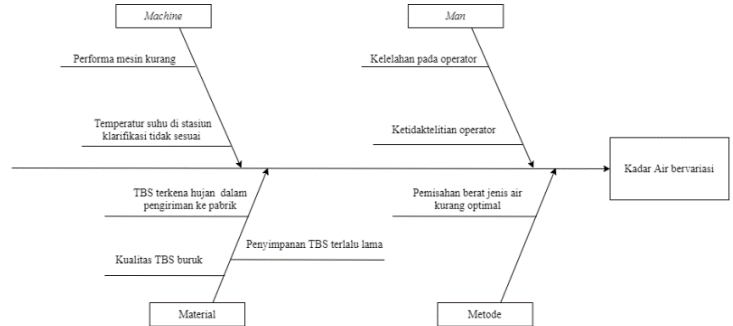 Machine
Man
Performa mesin kurang
Kelelahan pada operator
Temperatur suhu di stasiun
klarifikasi tidak sesuai
Ketidaktelitian operator
Kadar Air bervariasi
TBS terkena hujan dalam
pengiriman ke pabrik
Pemisahan berat jenis air
kurang optimal
Penyimpanan TBS terlalu lama
Kualitas TBS buruk
Material
Metode